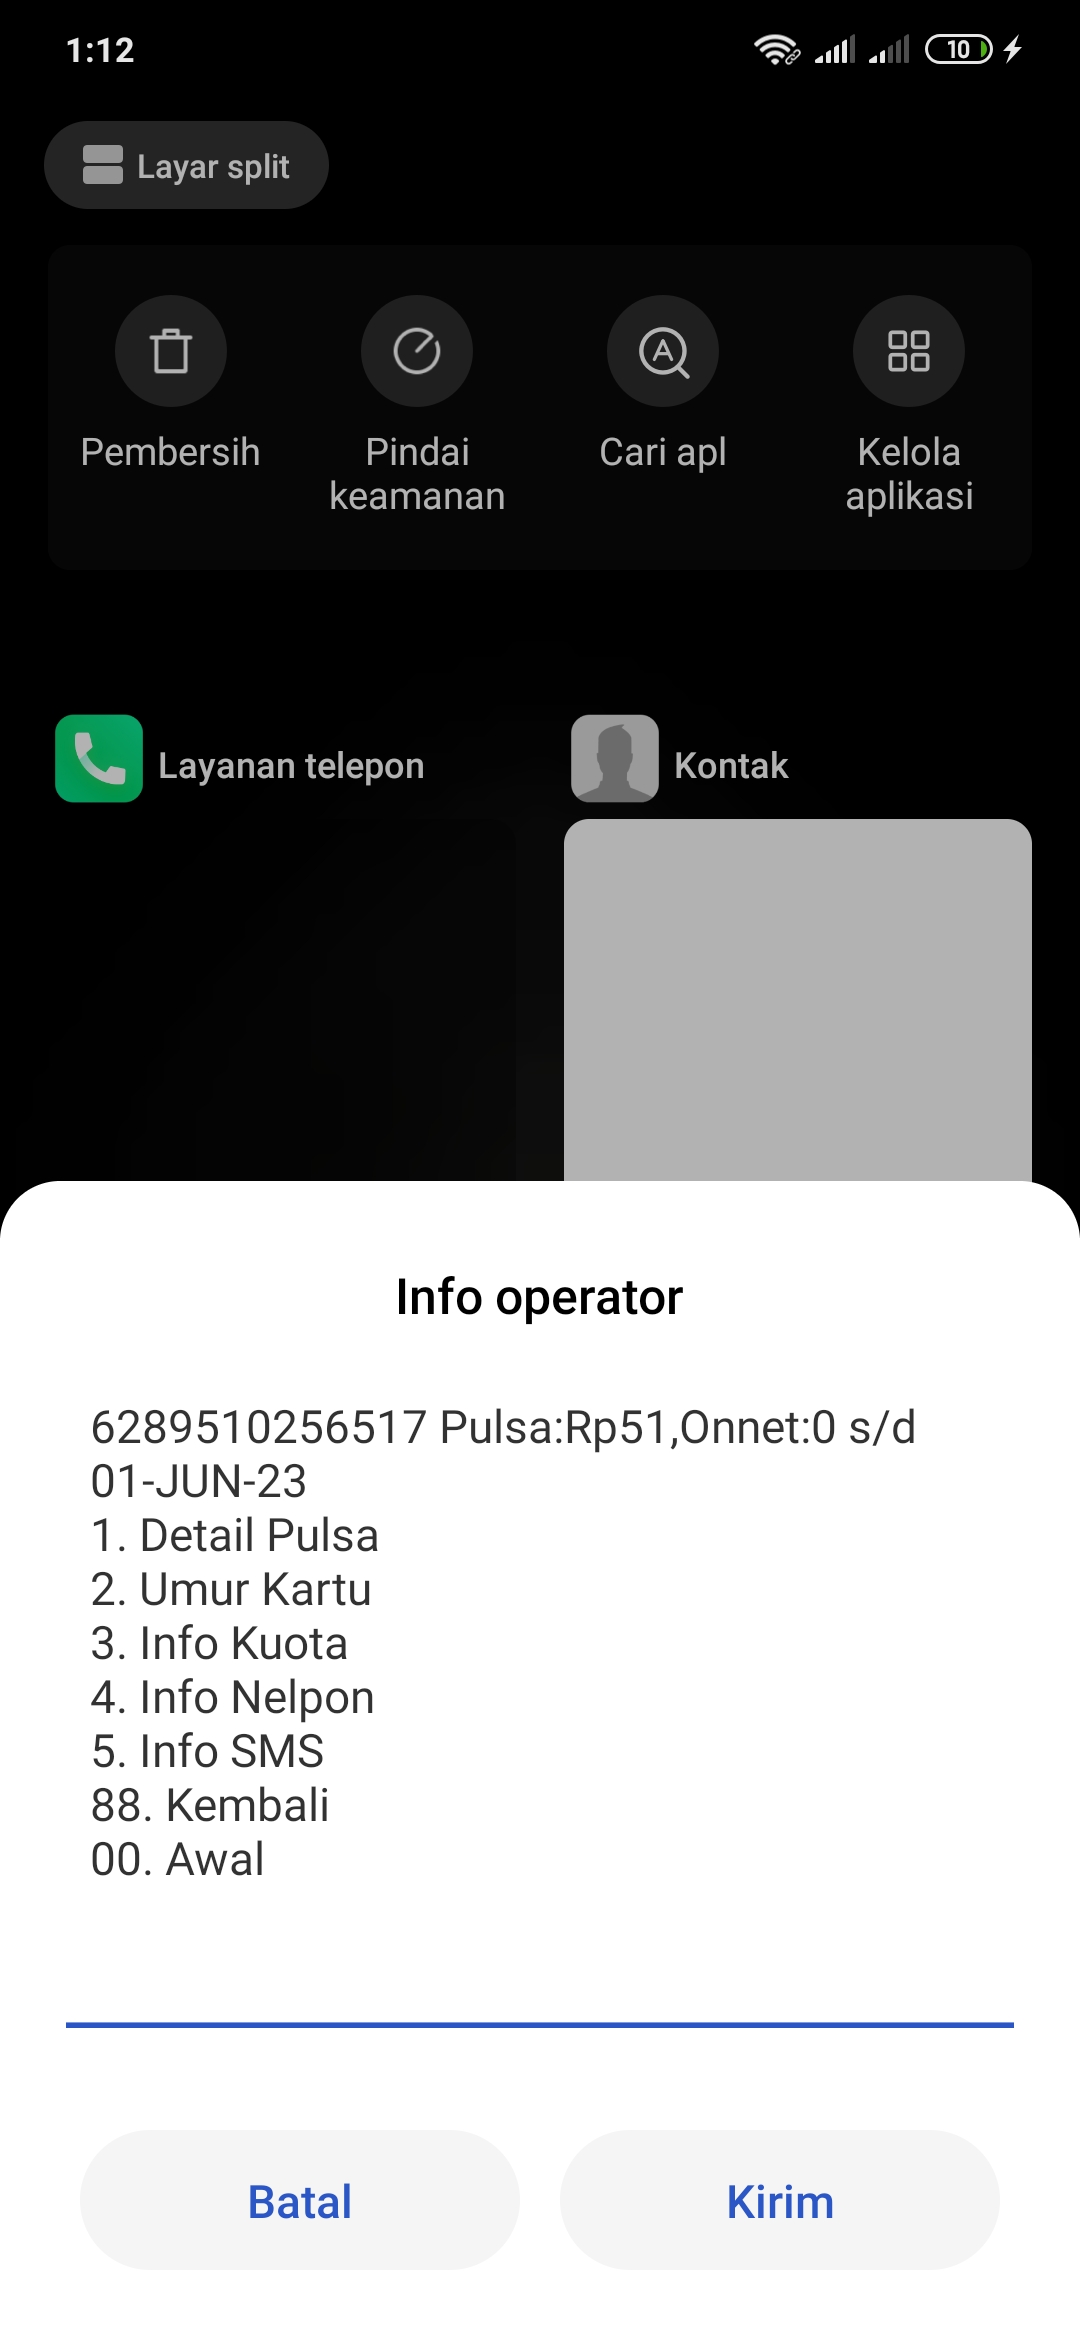 1:12
10
Layar split
Pembersih
Pindai
keamanan
Cari apl
Kelola
aplikasi
Layanan telepon
Kontak
Info operator
6289510256517 Pulsa:Rp51,Onnet:0 s/d
01-JUN-23
1. Detail Pulsa
2. Umur Kartu
3. Info Kuota
4. Info Nelpon
5. Info SMS
88. Kembali
00. Awal
Batal
Kirim